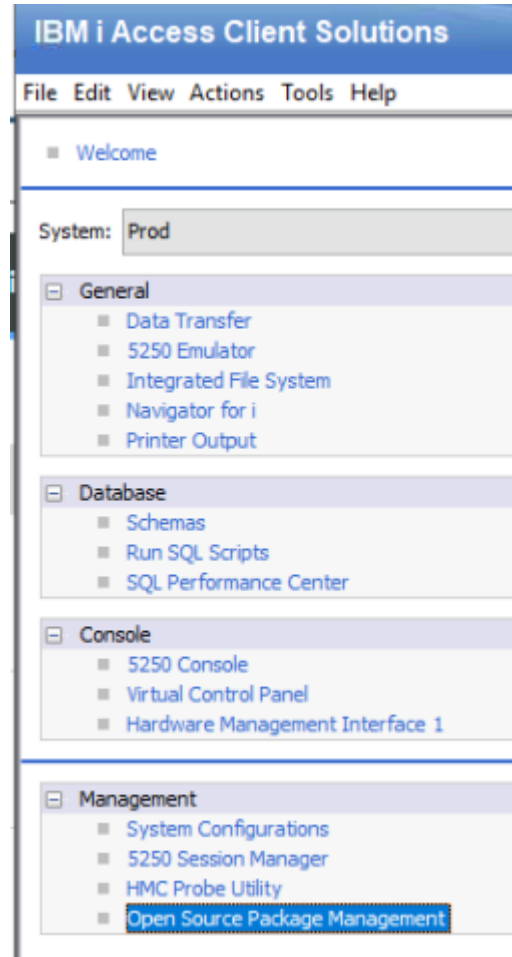 IBM i Access Client Solutions
File Edit View Actions Tools Help
Welcome
System: Prod
General
Data Transfer
5250 Emulator
Integrated File System
Navigator for i
Printer Output
Database
Schemas
Run SQL Scripts
SQL Performance Center
Console
5250 Console
Virtual Control Panel
Hardware Management Interface 1
Management
System Configurations
5250 Session Manager
HMC Probe Utility
Open Source Package Management